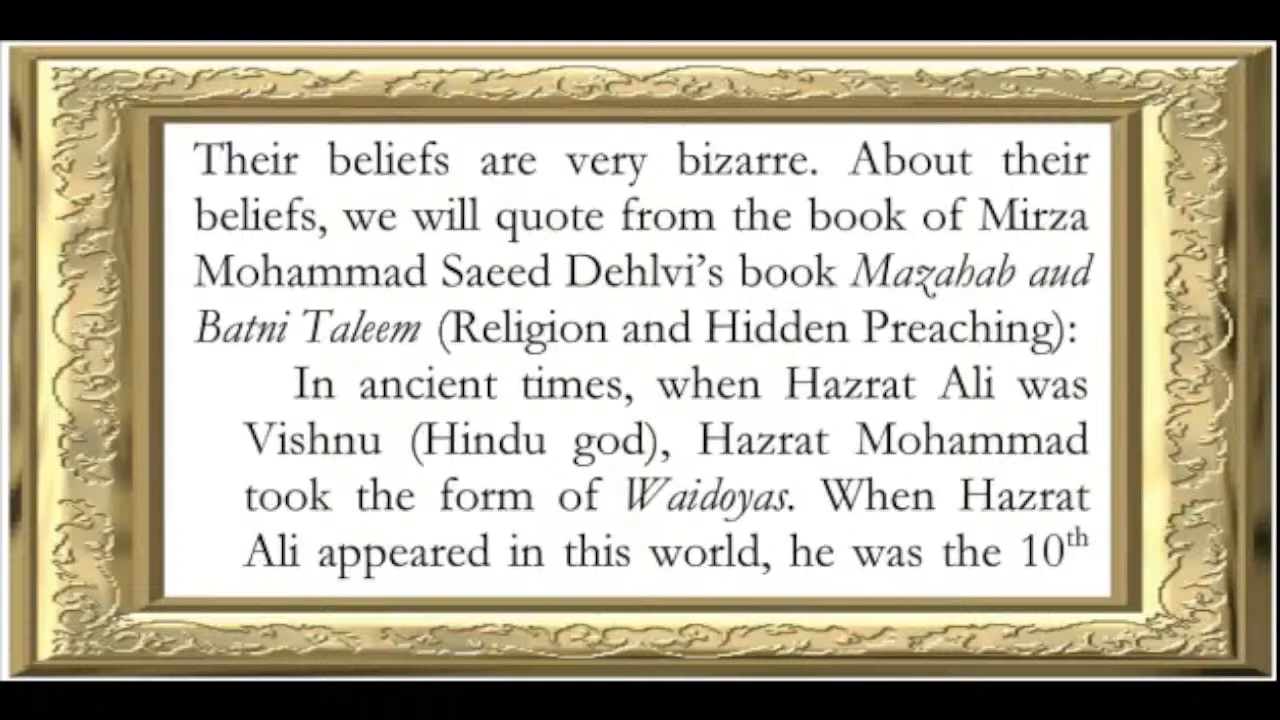 Their beliefs are very bizarre. About their
beliefs, we will quote from the book of Mirza
Mohammad Saeed Dehlvi's book Mazahab aud
Batni Taleem (Religion and Hidden Preaching):
In ancient times, when Hazrat Ali was
Vishnu (Hindu god), Hazrat Mohammad
took the form of Waidoyas. When Hazrat
Ali appeared in this world, he was the 10th